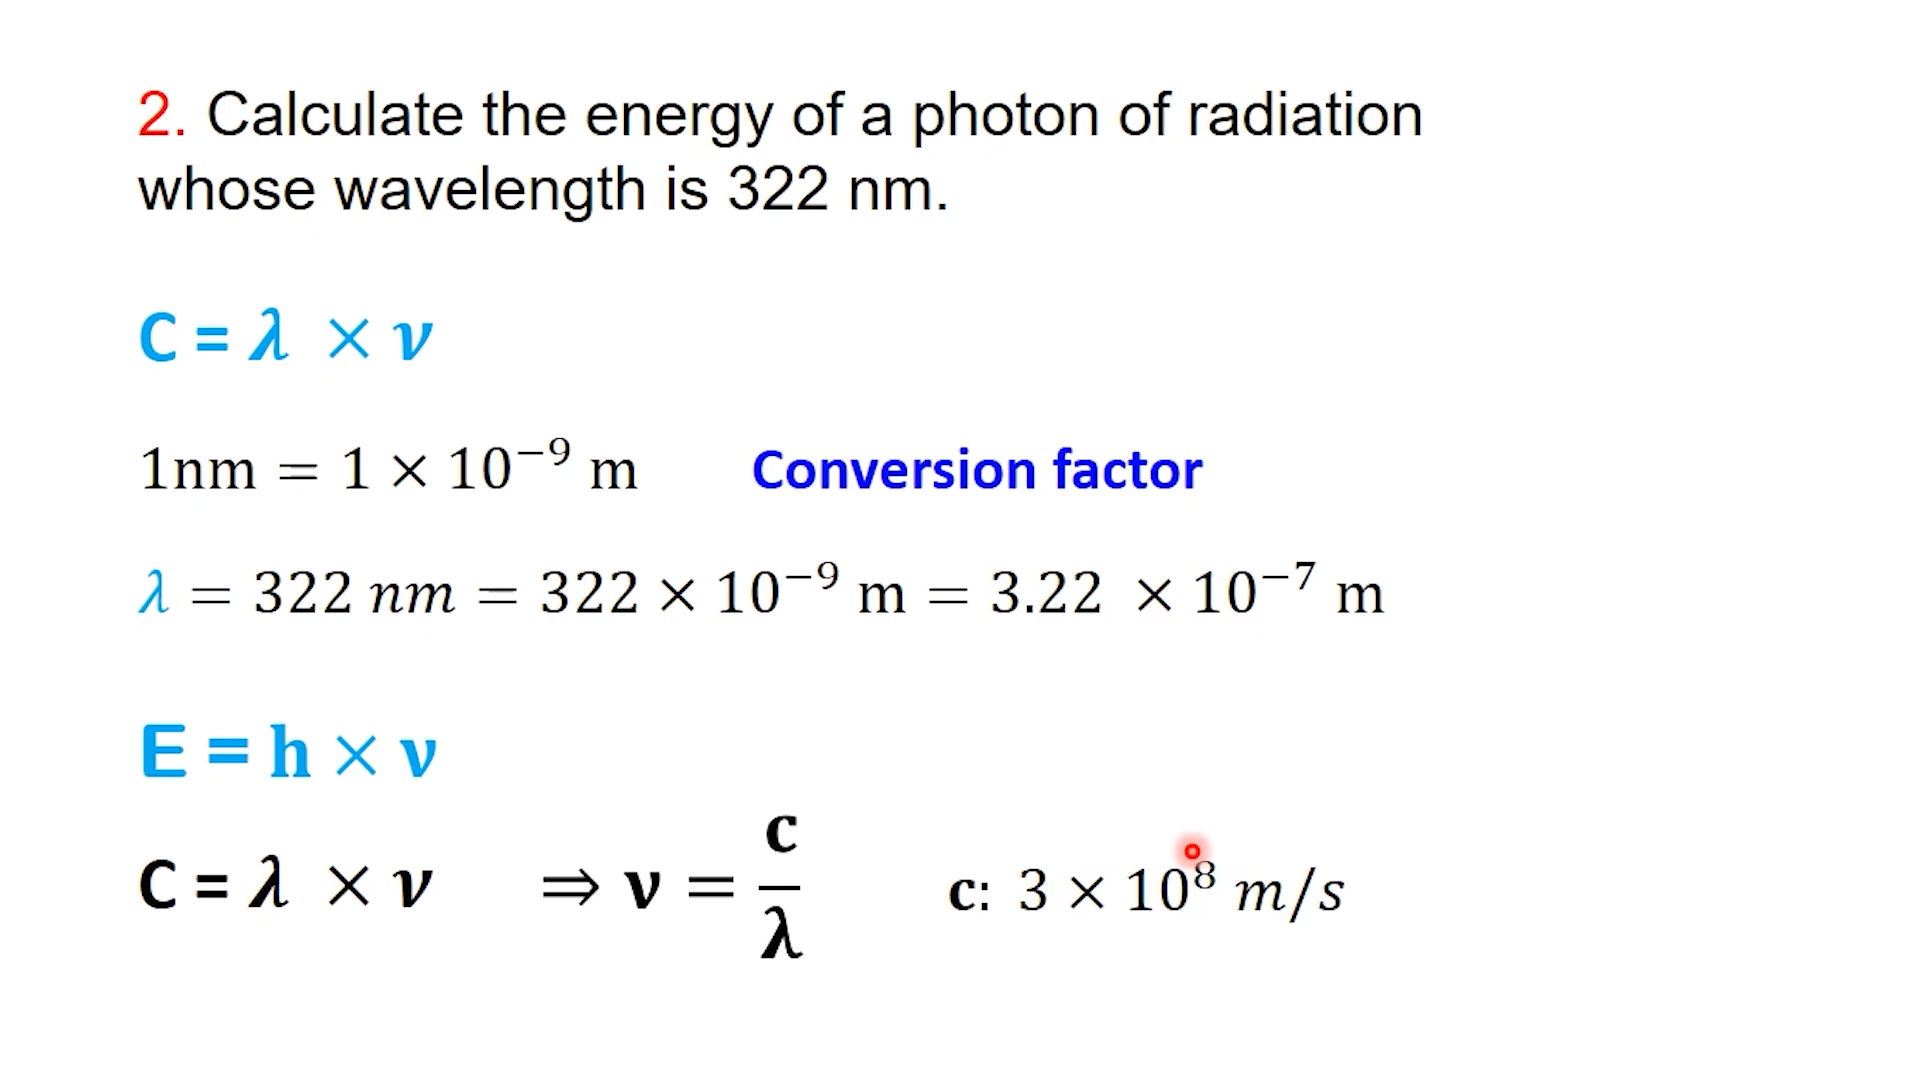 2. Calculate the energy of a photon of radiation
whose wavelength is 322 nm.
C = λ × ν
1nm = 1 × 10⁻⁹ m Conversion factor
λ = 322 nm = 322 × 10⁻⁹ m = 3.22 × 10⁻⁷ m
E = h × ν
C = λ × ν ⇒ ν = c/λ c: 3 × 10⁸ m/s